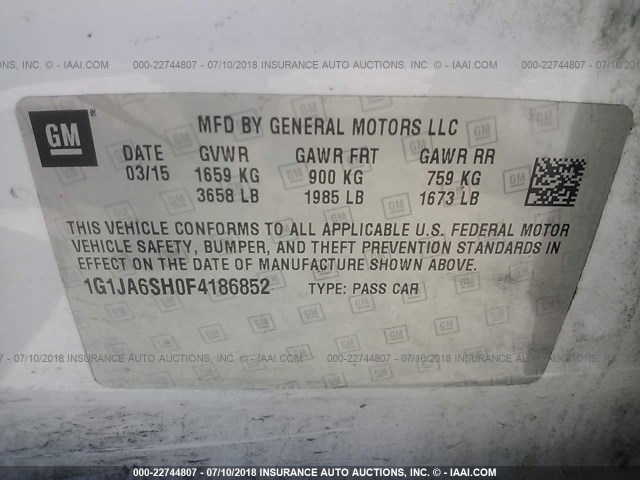 000-22744807 - 07/10/2018 INSURANCE AUTO AUCTIONS, INC. - IAAI.COM
GM
MFD BY GENERAL MOTORS LLC
DATE GVWR GAWR FRT GAWR RR
03/15 1659 KG 900 KG 759 KG
3658 LB 1985 LB 1673 LB
THIS VEHICLE CONFORMS TO ALL APPLICABLE U.S. FEDERAL MOTOR
VEHICLE SAFETY, BUMPER, AND THEFT PREVENTION STANDARDS IN
EFFECT ON THE DATE OF MANUFACTURE SHOWN ABOVE.
1G1JA6SH0F4186852 TYPE: PASS CAR
000-22744807 - 07/10/2018 INSURANCE AUTO AUCTIONS, INC. - IAAI.COM
000-22744807 - 07/10/2018 INSURANCE AUTO AUCTIONS, INC. - IAAI.COM